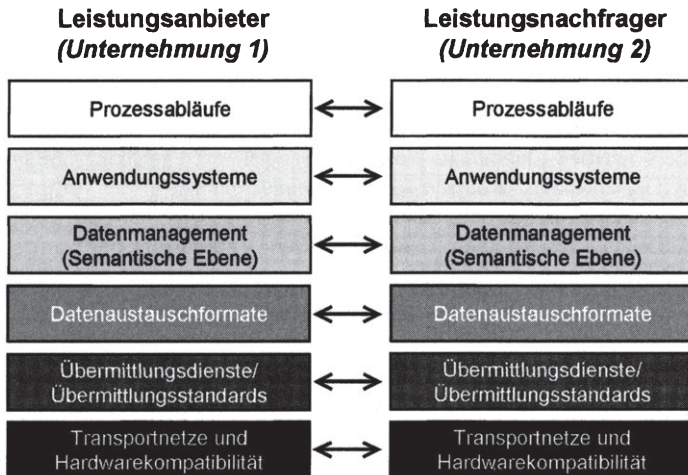 Leistungsanbieter
(Unternehmung 1)
Leistungsnachfrager
(Unternehmung 2)
Prozessabläufe
Prozessabläufe
Anwendungssysteme
Anwendungssysteme
Datenmanagement
(Semantische Ebene)
Datenmanagement
(Semantische Ebene)
Datenaustauschformate
Datenaustauschformate
Übermittlungsdienste/
Übermittlungsstandards
Übermittlungsdienste/
Übermittlungsstandards
Transportnetze und
Hardwarekompatibilität
Transportnetze und
Hardwarekompatibilität